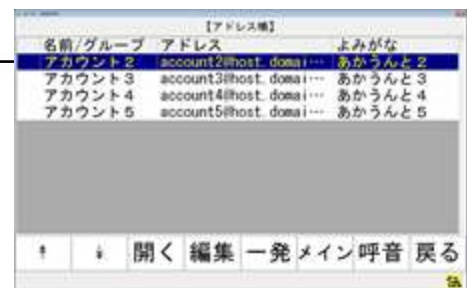 【アドレス帳】
名前/グループ アドレス よみがな
アカウント2 account2@host.domai… あかうんと2
アカウント3 account3@host.domai… あかうんと3
アカウント4 account4@host.domai… あかうんと4
アカウント5 account5@host.domai… あかうんと5
↑ ↓ 開く 編集 一発 メイン 呼音 戻る